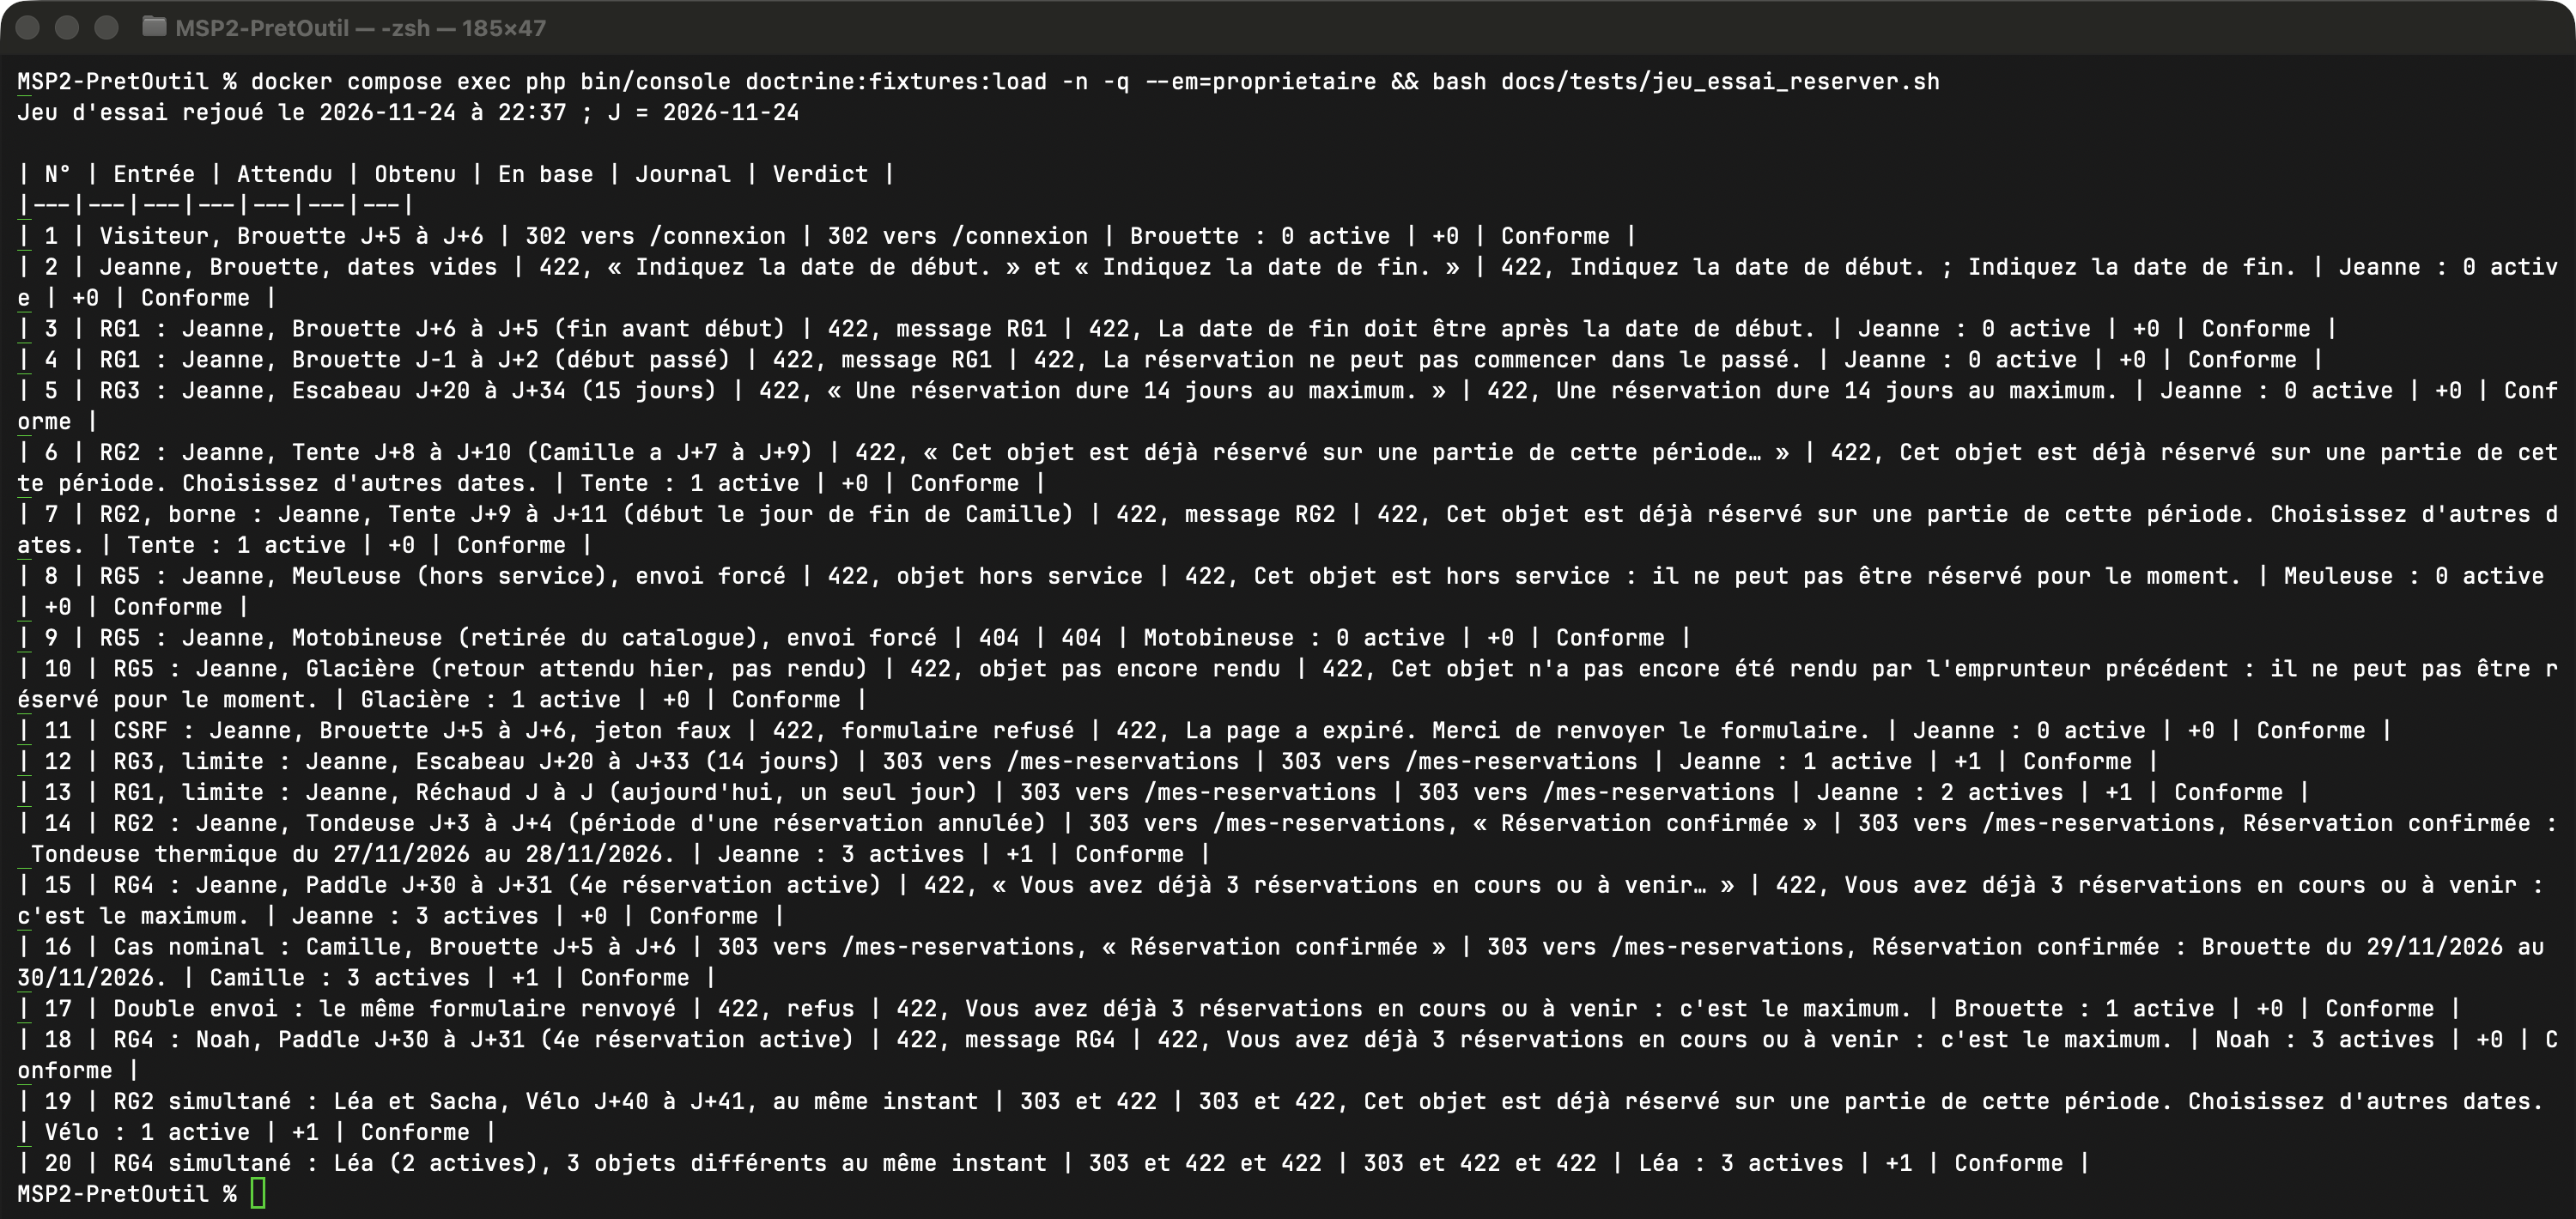 MSP2-PretOutil — -zsh — 185×47
MSP2-PretOutil % docker compose exec php bin/console doctrine:fixtures:load -n -q --em=proprietaire && bash docs/tests/jeu_essai_reserver.sh
Jeu d'essai rejoué le 2026-11-24 à 22:37 ; J = 2026-11-24
| N° | Entrée | Attendu | Obtenu | En base | Journal | Verdict |
|---|---|---|---|---|---|---|
| 1 | Visiteur, Brouette J+5 à J+6 | 302 vers /connexion | 302 vers /connexion | Brouette : 0 active | +0 | Conforme |
| 2 | Jeanne, Brouette, dates vides | 422, « Indiquez la date de début. » et « Indiquez la date de fin. » | 422, Indiquez la date de début. ; Indiquez la date de fin. | Jeanne : 0 activ
e | +0 | Conforme |
| 3 | RG1 : Jeanne, Brouette J+6 à J+5 (fin avant début) | 422, message RG1 | 422, La date de fin doit être après la date de début. | Jeanne : 0 active | +0 | Conforme |
| 4 | RG1 : Jeanne, Brouette J-1 à J+2 (début passé) | 422, message RG1 | 422, La réservation ne peut pas commencer dans le passé. | Jeanne : 0 active | +0 | Conforme |
| 5 | RG3 : Jeanne, Escabeau J+20 à J+34 (15 jours) | 422, « Une réservation dure 14 jours au maximum. » | 422, Une réservation dure 14 jours au maximum. | Jeanne : 0 active | +0 | Conf
orme |
| 6 | RG2 : Jeanne, Tente J+8 à J+10 (Camille a J+7 à J+9) | 422, « Cet objet est déjà réservé sur une partie de cette période… » | 422, Cet objet est déjà réservé sur une partie de cet
te période. Choisissez d'autres dates. | Tente : 1 active | +0 | Conforme |
| 7 | RG2, borne : Jeanne, Tente J+9 à J+11 (début le jour de fin de Camille) | 422, message RG2 | 422, Cet objet est déjà réservé sur une partie de cette période. Choisissez d'autres d
ates. | Tente : 1 active | +0 | Conforme |
| 8 | RG5 : Jeanne, Meuleuse (hors service), envoi forcé | 422, objet hors service | 422, Cet objet est hors service : il ne peut pas être réservé pour le moment. | Meuleuse : 0 active
| +0 | Conforme |
| 9 | RG5 : Jeanne, Motobineuse (retirée du catalogue), envoi forcé | 404 | 404 | Motobineuse : 0 active | +0 | Conforme |
| 10 | RG5 : Jeanne, Glacière (retour attendu hier, pas rendu) | 422, objet pas encore rendu | 422, Cet objet n'a pas encore été rendu par l'emprunteur précédent : il ne peut pas être r
éservé pour le moment. | Glacière : 1 active | +0 | Conforme |
| 11 | CSRF : Jeanne, Brouette J+5 à J+6, jeton faux | 422, formulaire refusé | 422, La page a expiré. Merci de renvoyer le formulaire. | Jeanne : 0 active | +0 | Conforme |
| 12 | RG3, limite : Jeanne, Escabeau J+20 à J+33 (14 jours) | 303 vers /mes-reservations | 303 vers /mes-reservations | Jeanne : 1 active | +1 | Conforme |
| 13 | RG1, limite : Jeanne, Réchaud J à J (aujourd'hui, un seul jour) | 303 vers /mes-reservations | 303 vers /mes-reservations | Jeanne : 2 actives | +1 | Conforme |
| 14 | RG2 : Jeanne, Tondeuse J+3 à J+4 (période d'une réservation annulée) | 303 vers /mes-reservations, « Réservation confirmée » | 303 vers /mes-reservations, Réservation confirmée :
Tondeuse thermique du 27/11/2026 au 28/11/2026. | Jeanne : 3 actives | +1 | Conforme |
| 15 | RG4 : Jeanne, Paddle J+30 à J+31 (4e réservation active) | 422, « Vous avez déjà 3 réservations en cours ou à venir… » | 422, Vous avez déjà 3 réservations en cours ou à venir :
c'est le maximum. | Jeanne : 3 actives | +0 | Conforme |
| 16 | Cas nominal : Camille, Brouette J+5 à J+6 | 303 vers /mes-reservations, « Réservation confirmée » | 303 vers /mes-reservations, Réservation confirmée : Brouette du 29/11/2026 au
30/11/2026. | Camille : 3 actives | +1 | Conforme |
| 17 | Double envoi : le même formulaire renvoyé | 422, refus | 422, Vous avez déjà 3 réservations en cours ou à venir : c'est le maximum. | Brouette : 1 active | +0 | Conforme |
| 18 | RG4 : Noah, Paddle J+30 à J+31 (4e réservation active) | 422, message RG4 | 422, Vous avez déjà 3 réservations en cours ou à venir : c'est le maximum. | Noah : 3 actives | +0 | C
onforme |
| 19 | RG2 simultané : Léa et Sacha, Vélo J+40 à J+41, au même instant | 303 et 422 | 303 et 422, Cet objet est déjà réservé sur une partie de cette période. Choisissez d'autres dates.
| Vélo : 1 active | +1 | Conforme |
| 20 | RG4 simultané : Léa (2 actives), 3 objets différents au même instant | 303 et 422 et 422 | 303 et 422 et 422 | Léa : 3 actives | +1 | Conforme |
MSP2-PretOutil %